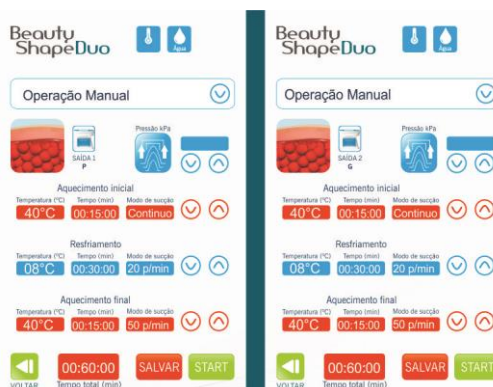 Beauty
ShapeDuo
Água
Operação Manual
SAÍDA 1
P
Pressão kPa
Aquecimento inicial
Temperatura (°C) Tempo (min) Modo de sucção
40°C 00:15:00 Continuo
Resfriamento
Temperatura (°C) Tempo (min) Modo de sucção
08°C 00:30:00 20 p/min
Aquecimento final
Temperatura (°C) Tempo (min) Modo de sucção
40°C 00:15:00 50 p/min
VOLTAR
00:60:00 SALVAR START
Tempo total (min)
Beauty
ShapeDuo
Água
Operação Manual
SAÍDA 2
G
Pressão kPa
Aquecimento inicial
Temperatura (°C) Tempo (min) Modo de sucção
40°C 00:15:00 Continuo
Resfriamento
Temperatura (°C) Tempo (min) Modo de sucção
08°C 00:30:00 20 p/min
Aquecimento final
Temperatura (°C) Tempo (min) Modo de sucção
40°C 00:15:00 50 p/min
VOLTAR
00:60:00 SALVAR START
Tempo total (min)